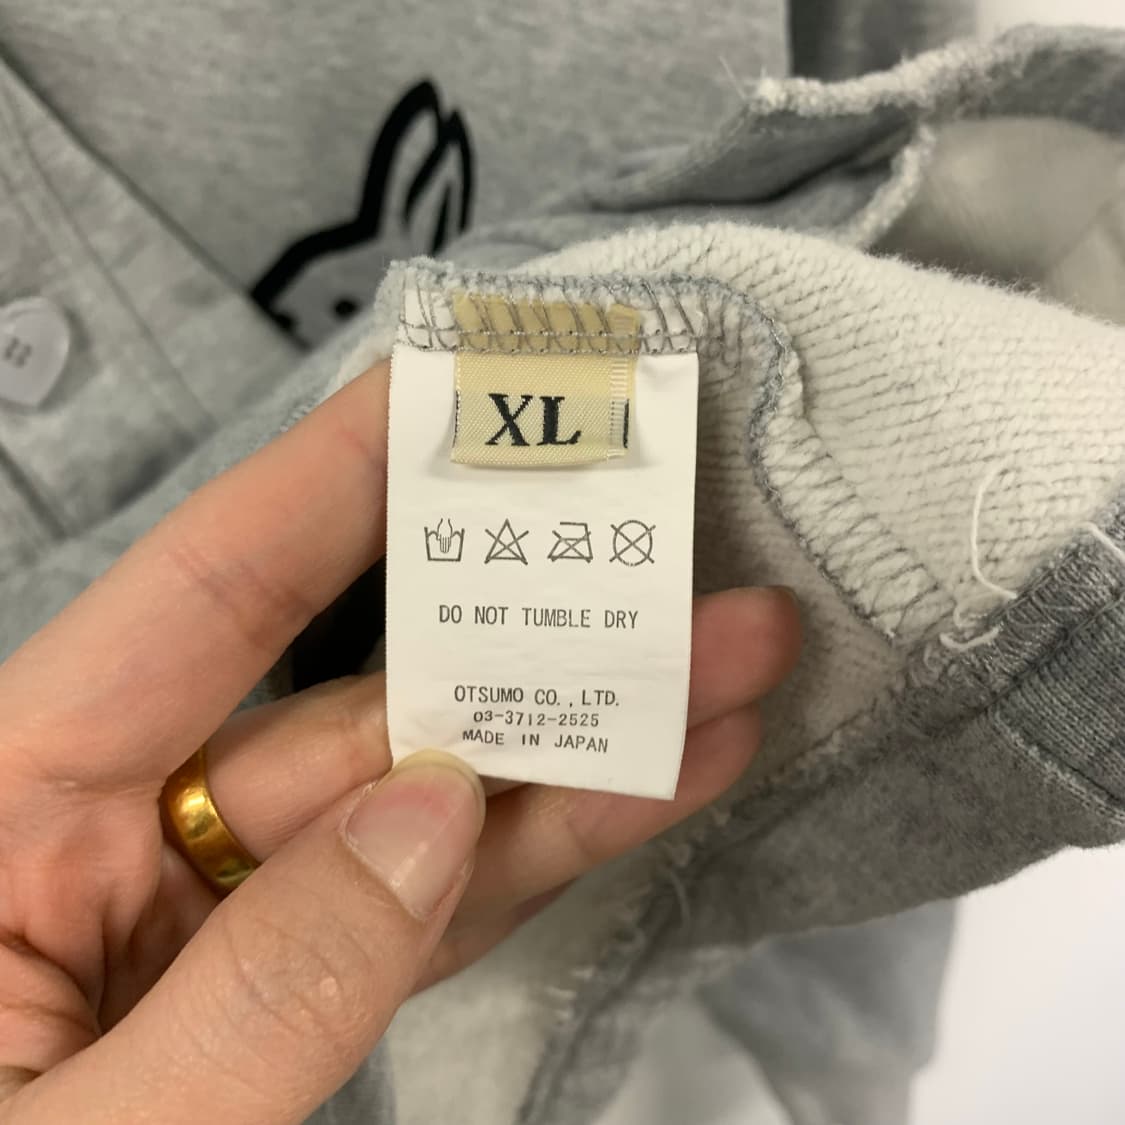 XL
DO NOT TUMBLE DRY
OTSUMO CO.,LTD.
03-3712-2525
MADE IN JAPAN